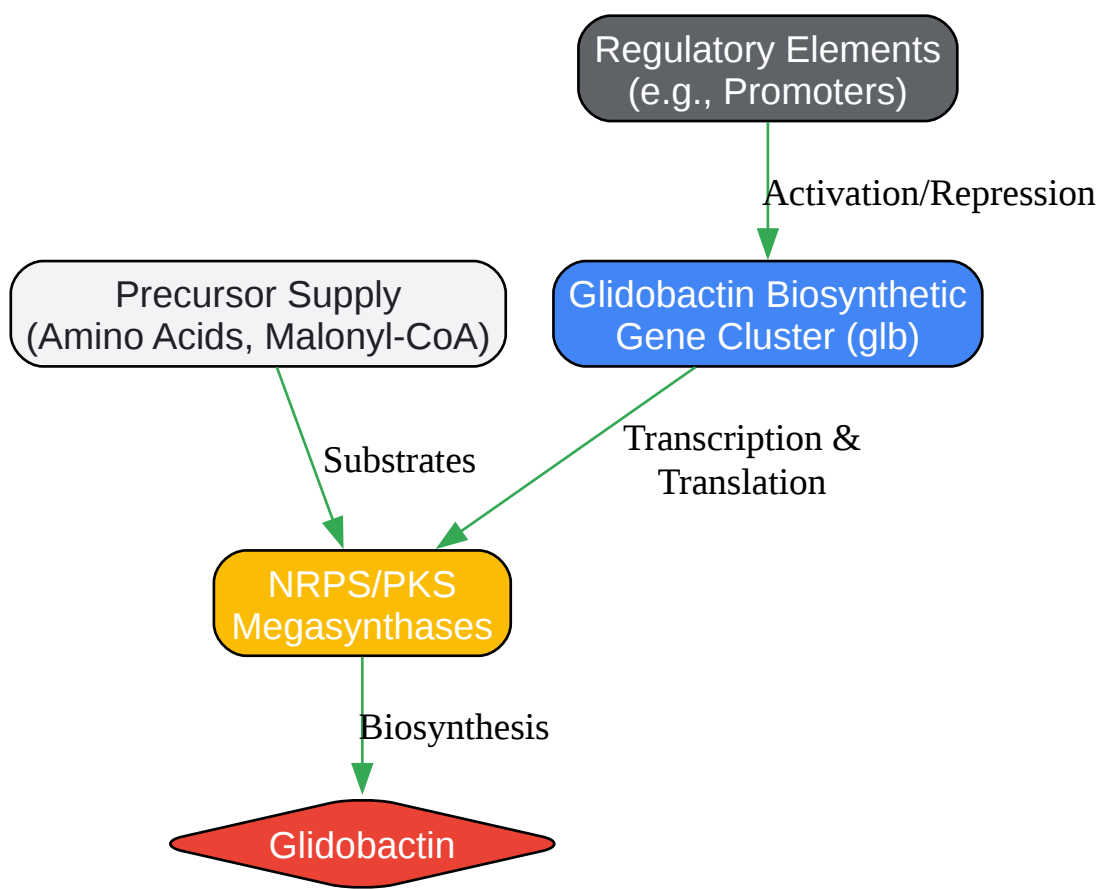 Regulatory Elements
(e.g., Promoters)
Activation/Repression
Precursor Supply
(Amino Acids, Malonyl-CoA)
Glidobactin Biosynthetic
Gene Cluster (glb)
Substrates
Transcription &
Translation
NRPS/PKS
Megasynthases
Biosynthesis
Glidobactin